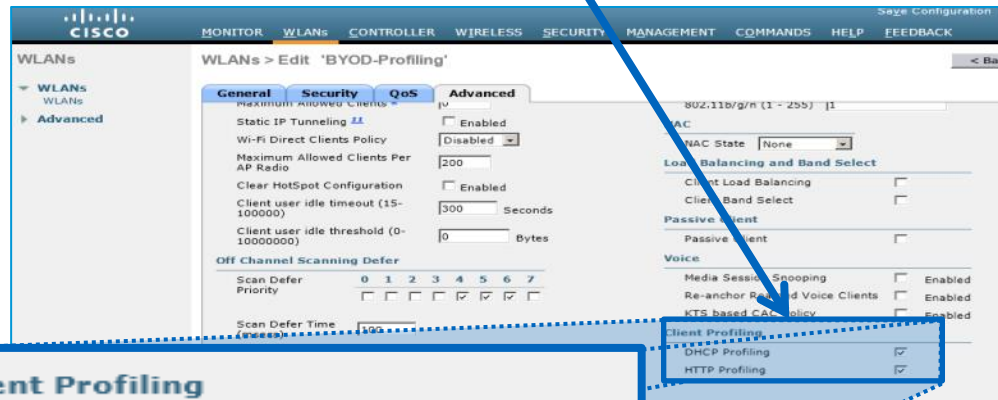 Save Configuration
CISCO
MONITOR WLANs CONTROLLER WIRELESS SECURITY MANAGEMENT COMMANDS HELP FEEDBACK
WLANs
WLANs > Edit 'BYOD-Profiling'
< Ba
WLANs
WLANs
Advanced
General Security QoS Advanced
Maximum Allowed Clients
0
802.11b/g/n (1 - 255) 1
Static IP Tunneling 11 Enabled
NAC
Wi-Fi Direct Clients Policy Disabled
NAC State None
Maximum Allowed Clients Per
AP Radio
200
Load Balancing and Band Select
Clear HotSpot Configuration Enabled
Client Load Balancing
Client user idle timeout (15-
100000)
300 Seconds
Client Band Select
Passive Client
Client user idle threshold (0-
10000000)
0 Bytes
Passive Client
Off Channel Scanning Defer
Voice
Scan Defer
Priority
0 1 2 3 4 5 6 7
Media Session Snooping Enabled
Re-anchor Roamed Voice Clients Enabled
KTS based CAC Policy Enabled
Scan Defer Time
(msecs)
100
Client Profiling
DHCP Profiling
HTTP Profiling
ent Profiling